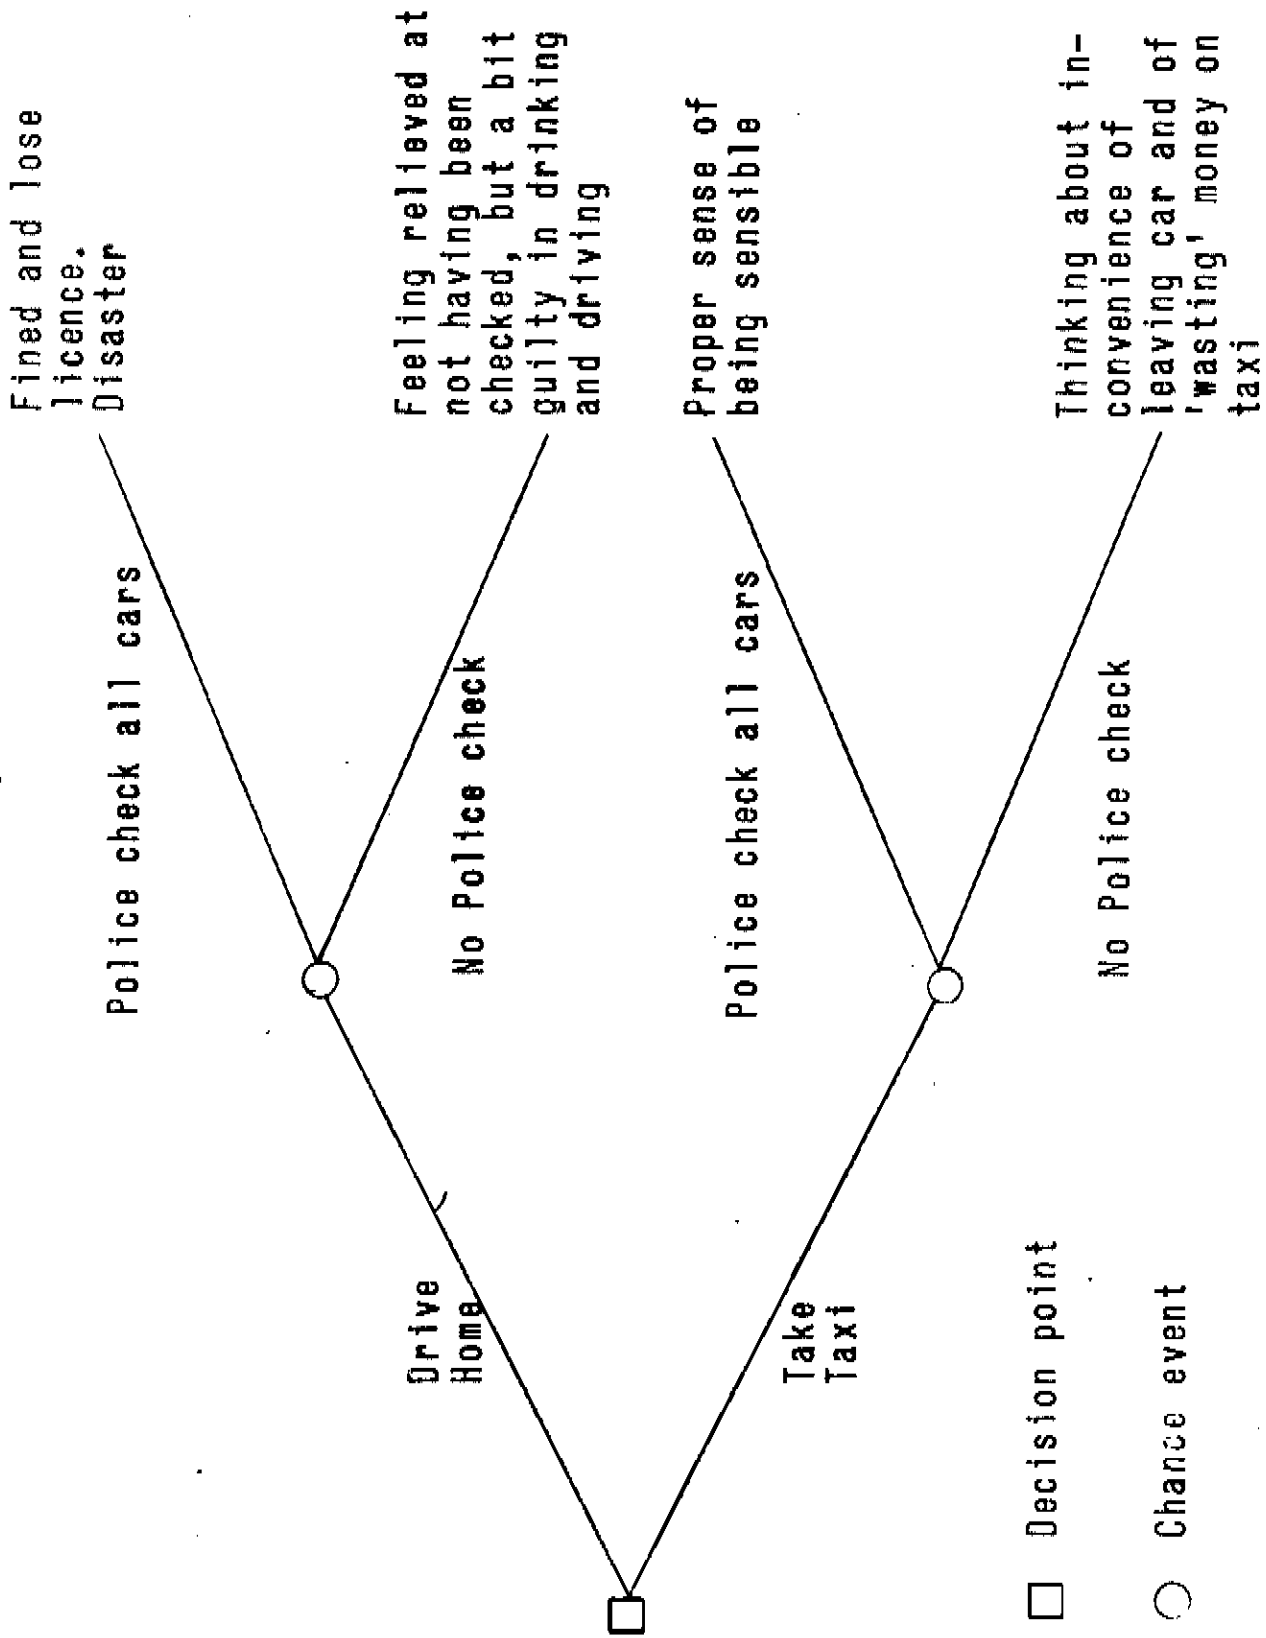 Fined and lose
licence.
Disaster
Police check all cars
Feeling relieved at
not having been
checked, but a bit
guilty in drinking
and driving
No Police check
Drive
Home
Proper sense of
being sensible
Police check all cars
Take
Taxi
Thinking about in-
convenience of
leaving car and of
'wasting' money on
taxi
No Police check
Decision point
Chance event